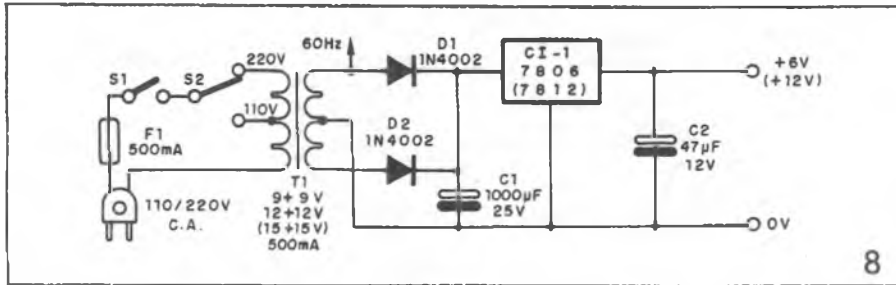 S1
S2
220V
110V
F1
500mA
110/220V
C.A.
60Hz
T1
9+9V
12+12V
(15+15V)
500mA
D1
1N4002
D2
1N4002
C1
1000µF
25V
CI-1
7806
(7812)
C2
47µF
12V
+6V
(+12V)
0V
8